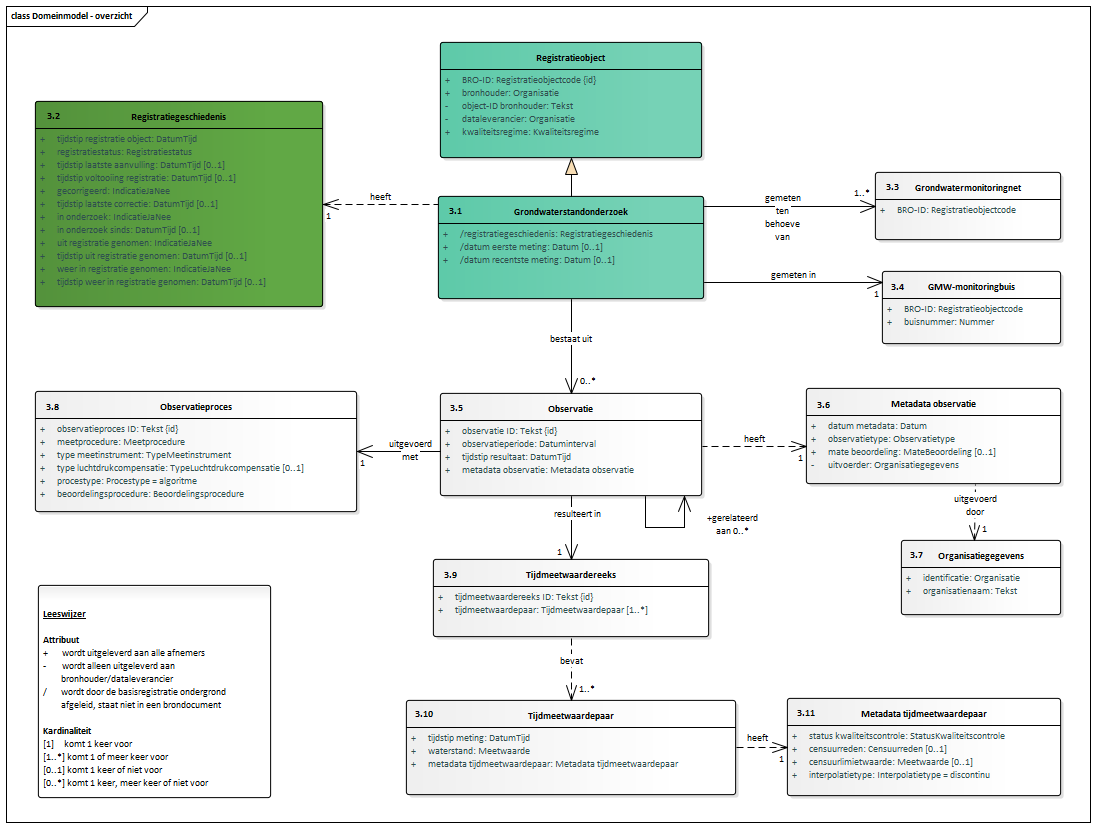 class Domeinmodel - overzicht
Registratieobject
+ BRO-ID: Registratieobjectcode {id}
+ bronhouder: Organisatie
- object-ID bronhouder: Tekst
- dataleverancier: Organisatie
+ kwaliteitsregime: Kwaliteitsregime
3.2 Registratiegeschiedenis
+ tijdstip registratie object: DatumTijd
+ registratiestatus: Registratiestatus
+ tijdstip laatste aanvulling: DatumTijd [0..1]
+ tijdstip voltooiing registratie: DatumTijd [0..1]
+ gecorrigeerd: IndicatieJaNee
+ tijdstip laatste correctie: DatumTijd [0..1]
+ in onderzoek: IndicatieJaNee
+ in onderzoek sinds: DatumTijd [0..1]
+ uit registratie genomen: IndicatieJaNee
+ tijdstip uit registratie genomen: DatumTijd [0..1]
+ weer in registratie genomen: IndicatieJaNee
+ tijdstip weer in registratie genomen: DatumTijd [0..1]
heeft
1
3.1 Grondwaterstandonderzoek
+ /registratiegeschiedenis: Registratiegeschiedenis
+ /datum eerste meting: Datum [0..1]
+ /datum recentste meting: Datum [0..1]
gemeten
ten
behoeve
van
1..*
3.3 Grondwatermonitoringnet
+ BRO-ID: Registratieobjectcode
gemeten in
1
3.4 GMW-monitoringbuis
+ BRO-ID: Registratieobjectcode
+ buisnummer: Nummer
bestaat uit
0..*
3.8 Observatieproces
+ observatieproces ID: Tekst {id}
+ meetprocedure: Meetprocedure
+ type meetinstrument: TypeMeetinstrument
+ type luchtdrukcompensatie: TypeLuchtdrukcompensatie [0..1]
+ procestype: Procestype = algoritme
+ beoordelingsprocedure: Beoordelingsprocedure
uitgevoerd
met
1
3.5 Observatie
+ observatie ID: Tekst {id}
+ observatieperiode: Datuminterval
+ tijdstip resultaat: DatumTijd
+ metadata observatie: Metadata observatie
heeft
1
3.6 Metadata observatie
+ datum metadata: Datum
+ observatietype: Observatietype
+ mate beoordeling: MateBeoordeling [0..1]
- uitvoerder: Organisatiegegevens
resulteert in
1
+gerelateerd
aan 0..*
uitgevoerd
door
1
3.7 Organisatiegegevens
+ identificatie: Organisatie
+ organisatienaam: Tekst
3.9 Tijdmeetwaardereeks
+ tijdmeetwaardereeks ID: Tekst {id}
+ tijdmeetwaardepaar: Tijdmeetwaardepaar [1..*]
bevat
1..*
Leeswijzer
Attribuut
+ wordt uitgeleverd aan alle afnemers
- wordt alleen uitgeleverd aan
bronhouder/dataleverancier
/ wordt door de basisregistratie ondergrond
afgeleid, staat niet in een brondocument
Kardinaliteit
[1] komt 1 keer voor
[1..*] komt 1 of meer keer voor
[0..1] komt 1 keer of niet voor
[0..*] komt 1 keer, meer keer of niet voor
3.10 Tijdmeetwaardepaar
+ tijdstip meting: DatumTijd
+ waterstand: Meetwaarde
+ metadata tijdmeetwaardepaar: Metadata tijdmeetwaardepaar
heeft
1
3.11 Metadata tijdmeetwaardepaar
+ status kwaliteitscontrole: StatusKwaliteitscontrole
+ censuurreden: Censuurreden [0..1]
+ censuurlimietwaarde: Meetwaarde [0..1]
+ interpolatietype: Interpolatietype = discontinu